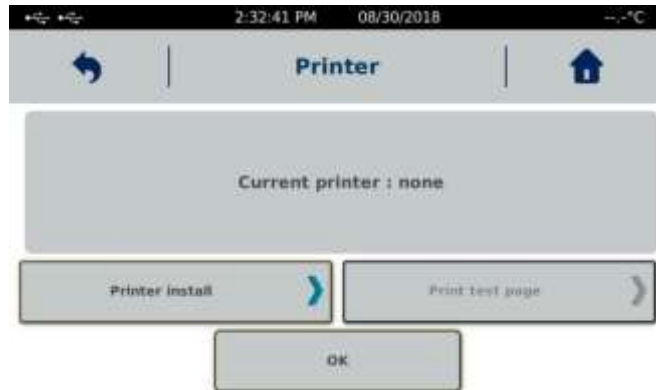 2:32:41 PM 08/30/2018 --.-°C
Printer
Current printer : none
Printer install
Print test page
OK